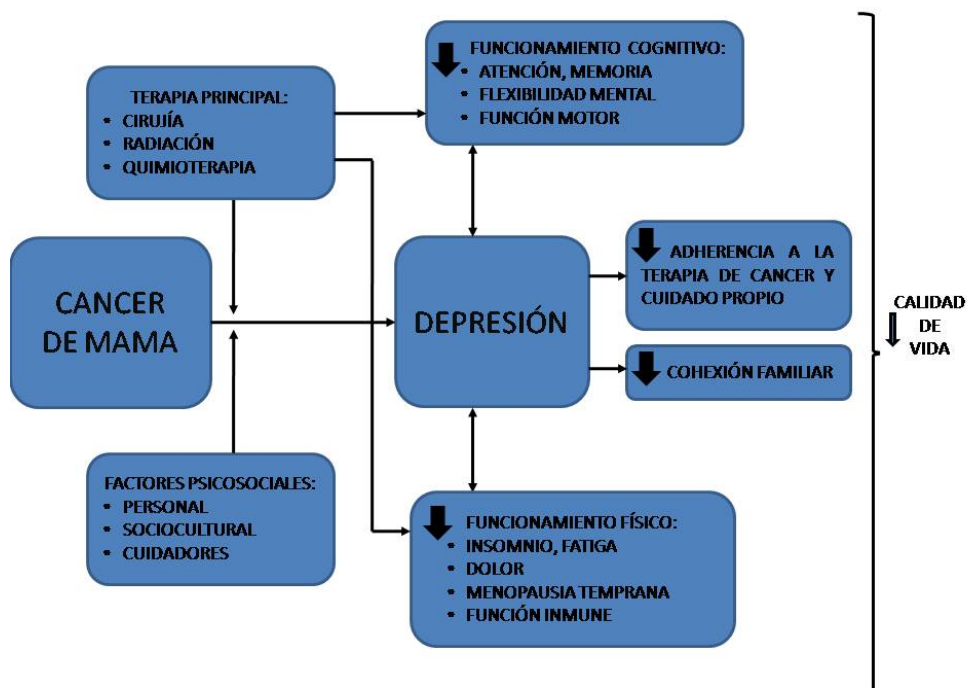 TERAPIA PRINCIPAL:
• CIRUJÍA
• RADIACIÓN
• QUIMIOTERAPIA
FUNCIONAMIENTO COGNITIVO:
• ATENCIÓN, MEMORIA
• FLEXIBILIDAD MENTAL
• FUNCIÓN MOTOR
CANCER
DE MAMA
DEPRESIÓN
ADHERENCIA A LA
TERAPIA DE CANCER Y
CUIDADO PROPIO
COHEXIÓN FAMILIAR
CALIDAD
DE
VIDA
FACTORES PSICOSOCIALES:
• PERSONAL
• SOCIOCULTURAL
• CUIDADORES
FUNCIONAMIENTO FÍSICO:
• INSOMNIO, FATIGA
• DOLOR
• MENOPAUSIA TEMPRANA
• FUNCIÓN INMUNE